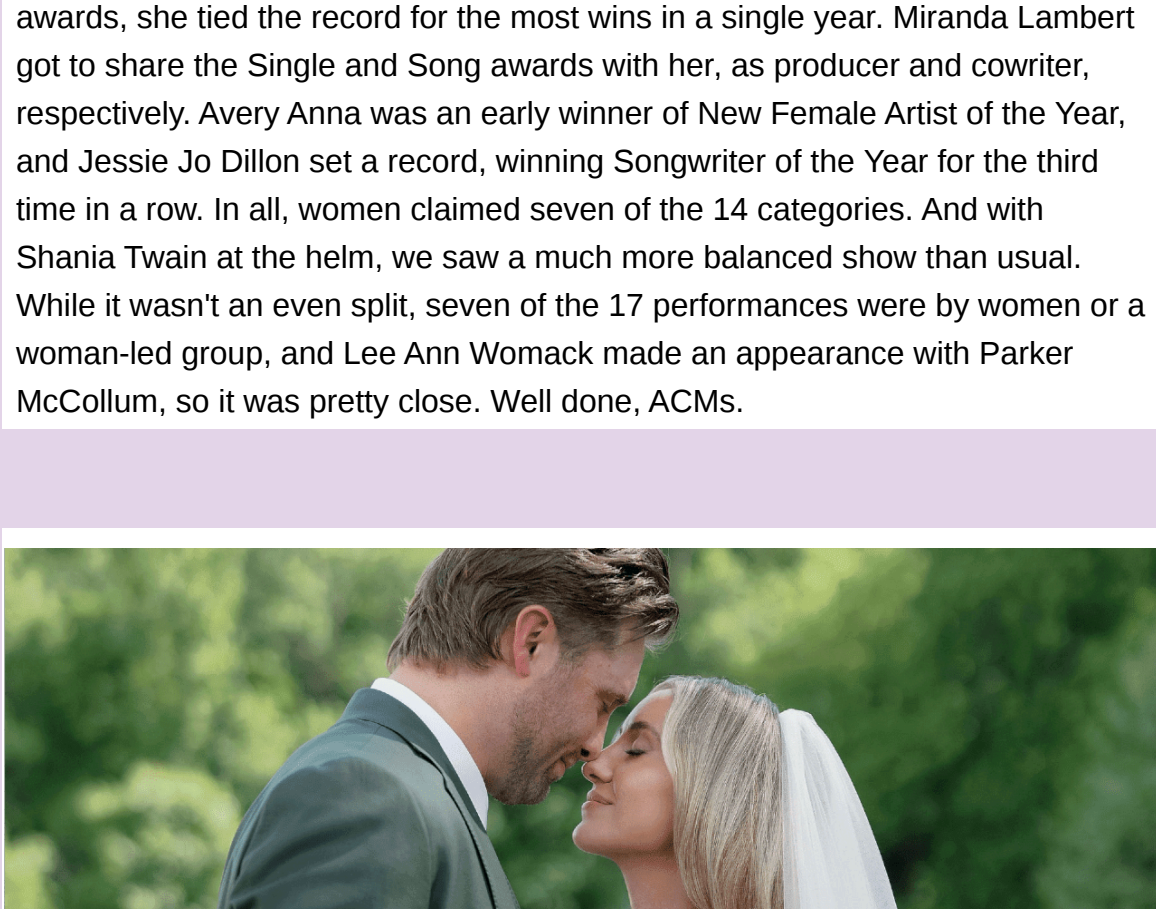 awards, she tied the record for the most wins in a single year. Miranda Lambert
got to share the Single and Song awards with her, as producer and cowriter,
respectively. Avery Anna was an early winner of New Female Artist of the Year,
and Jessie Jo Dillon set a record, winning Songwriter of the Year for the third
time in a row. In all, women claimed seven of the 14 categories. And with
Shania Twain at the helm, we saw a much more balanced show than usual.
While it wasn't an even split, seven of the 17 performances were by women or a
woman-led group, and Lee Ann Womack made an appearance with Parker
McCollum, so it was pretty close. Well done, ACMs.